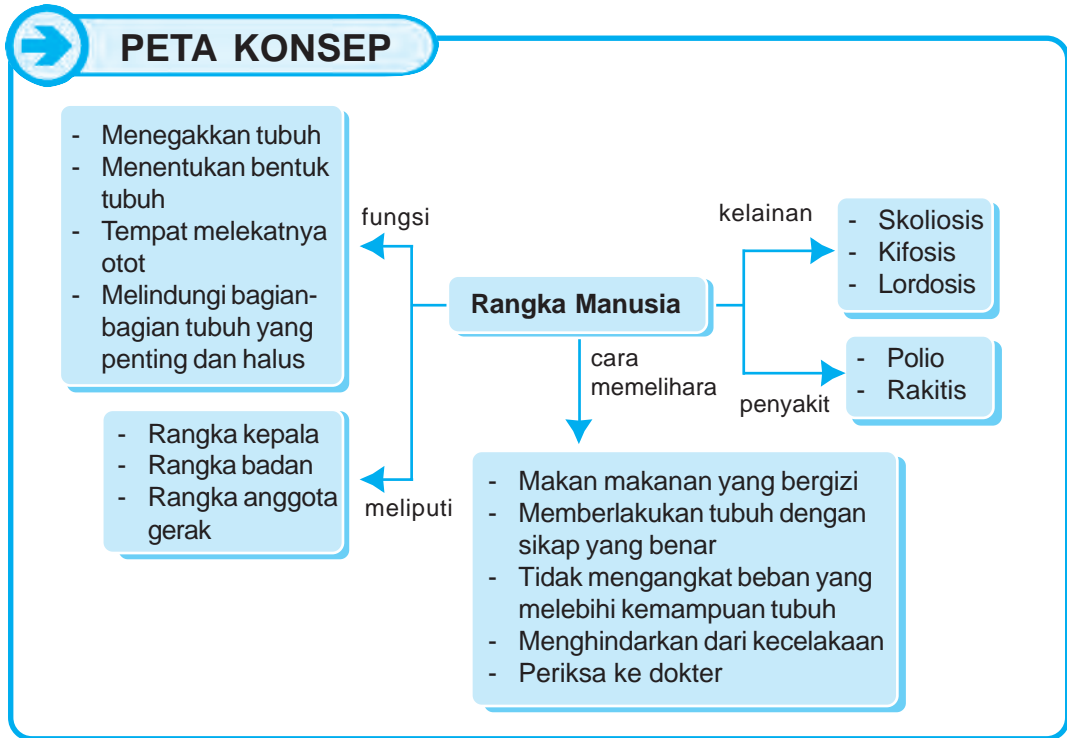 PETA KONSEP
- Menegakkan tubuh
- Menentukan bentuk
tubuh
- Tempat melekatnya
otot
- Melindungi bagian-
bagian tubuh yang
penting dan halus
fungsi
- Rangka kepala
- Rangka badan
- Rangka anggota
gerak
meliputi
Rangka Manusia
cara
memelihara
- Makan makanan yang bergizi
- Memberlakukan tubuh dengan
sikap yang benar
- Tidak mengangkat beban yang
melebihi kemampuan tubuh
- Menghindarkan dari kecelakaan
- Periksa ke dokter
kelainan
- Skoliosis
- Kifosis
- Lordosis
penyakit
- Polio
- Rakitis